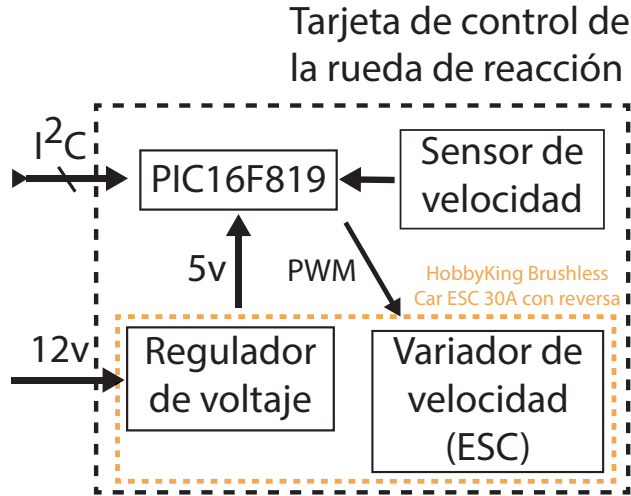 Tarjeta de control de
la rueda de reacción
I²C
PIC16F819
Sensor de
velocidad
5v
PWM
HobbyKing Brushless
Car ESC 30A con reversa
12v
Regulador
de voltaje
Variador de
velocidad
(ESC)